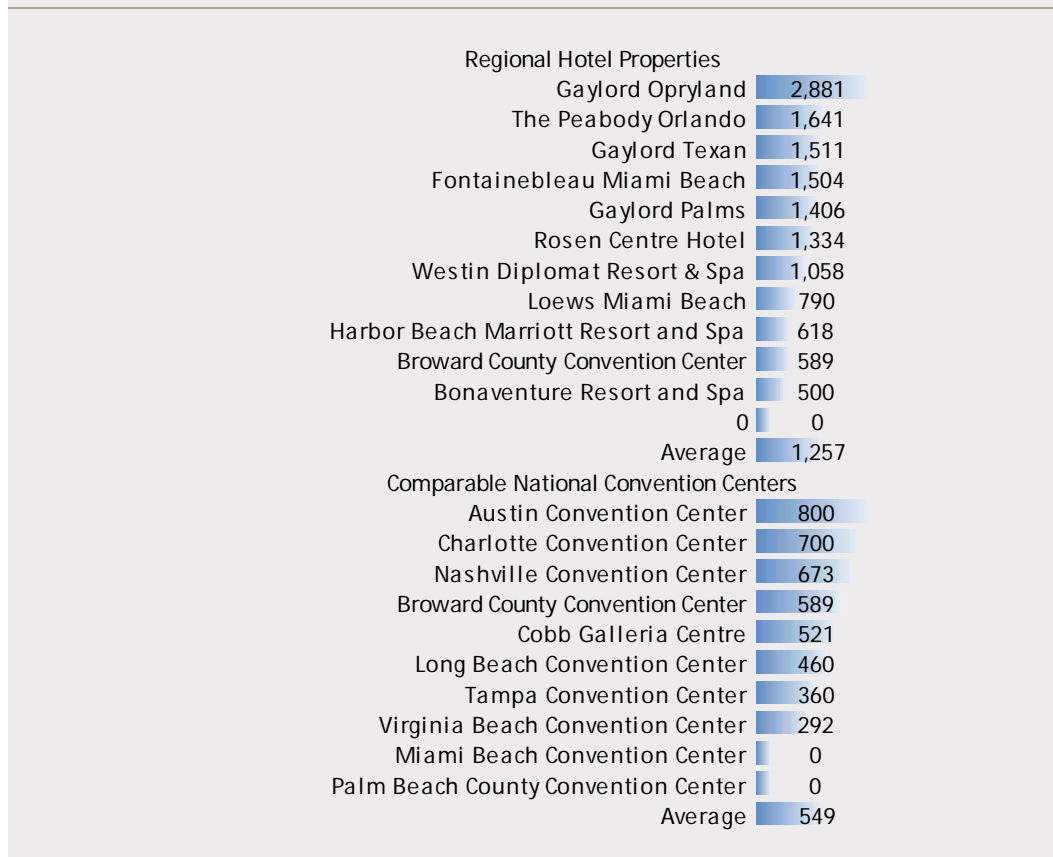 Regional Hotel Properties
Gaylord Opryland 2,881
The Peabody Orlando 1,641
Gaylord Texan 1,511
Fontainebleau Miami Beach 1,504
Gaylord Palms 1,406
Rosen Centre Hotel 1,334
Westin Diplomat Resort & Spa 1,058
Loews Miami Beach 790
Harbor Beach Marriott Resort and Spa 618
Broward County Convention Center 589
Bonaventure Resort and Spa 500
0 0
Average 1,257
Comparable National Convention Centers
Austin Convention Center 800
Charlotte Convention Center 700
Nashville Convention Center 673
Broward County Convention Center 589
Cobb Galleria Centre 521
Long Beach Convention Center 460
Tampa Convention Center 360
Virginia Beach Convention Center 292
Miami Beach Convention Center 0
Palm Beach County Convention Center 0
Average 549